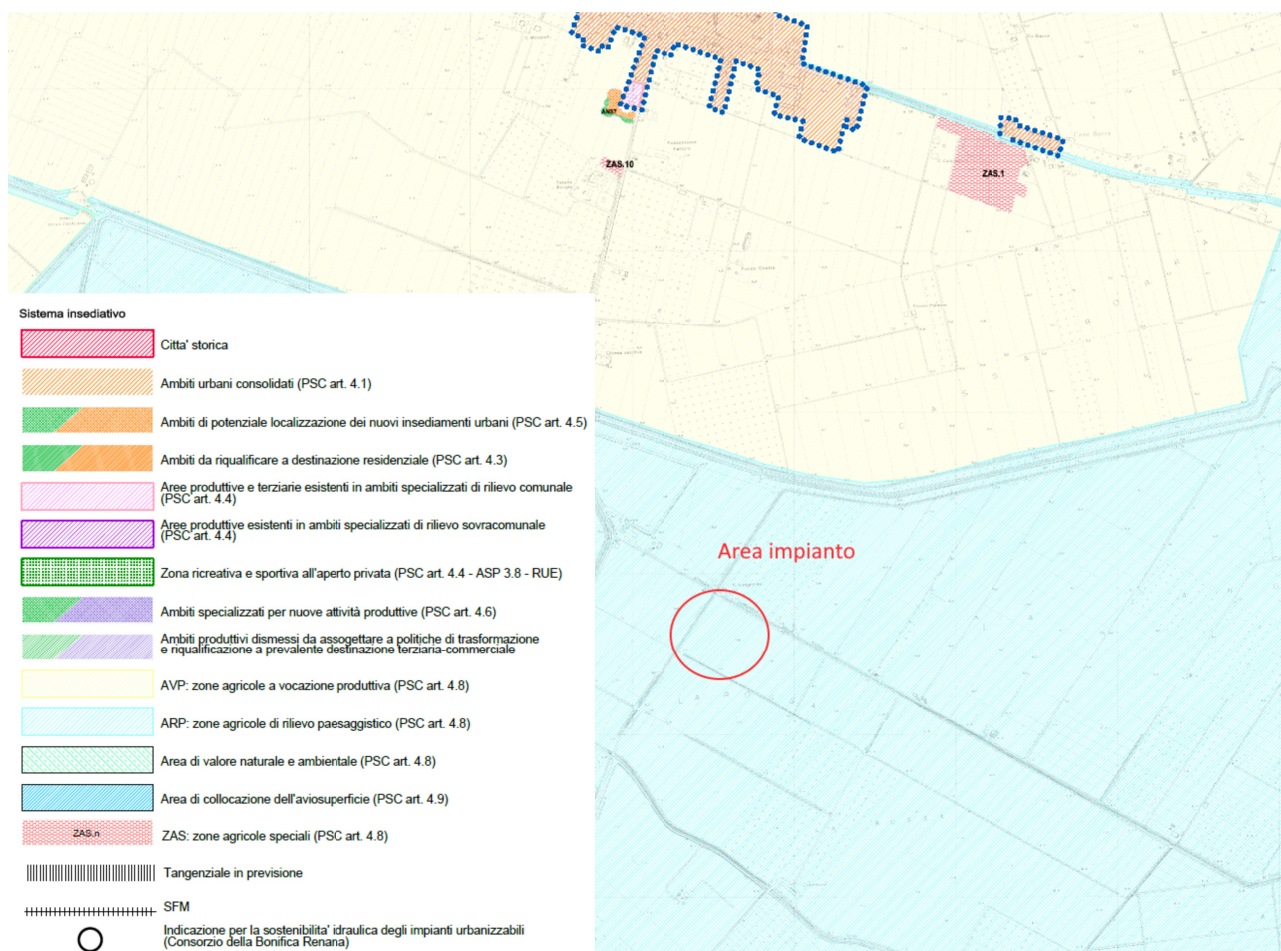 AN57
ZAS.10
ZAS.1
Area impianto
Sistema insediativo
Citta' storica
Ambiti urbani consolidati (PSC art. 4.1)
Ambiti di potenziale localizzazione dei nuovi insediamenti urbani (PSC art. 4.5)
Ambiti da riqualificare a destinazione residenziale (PSC art. 4.3)
Aree produttive e terziarie esistenti in ambiti specializzati di rilievo comunale
(PSC art. 4.4)
Aree produttive esistenti in ambiti specializzati di rilievo sovracomunale
(PSC art. 4.4)
Zona ricreativa e sportiva all'aperto privata (PSC art. 4.4 - ASP 3.8 - RUE)
Ambiti specializzati per nuove attività produttive (PSC art. 4.6)
Ambiti produttivi dismessi da assogettare a politiche di trasformazione
e riqualificazione a prevalente destinazione terziaria-commerciale
AVP: zone agricole a vocazione produttiva (PSC art. 4.8)
ARP: zone agricole di rilievo paesaggistico (PSC art. 4.8)
Area di valore naturale e ambientale (PSC art. 4.8)
Area di collocazione dell'aviosuperficie (PSC art. 4.9)
ZAS.n
ZAS: zone agricole speciali (PSC art. 4.8)
Tangenziale in previsione
SFM
Indicazione per la sostenibilita' idraulica degli impianti urbanizzabili
(Consorzio della Bonifica Renana)